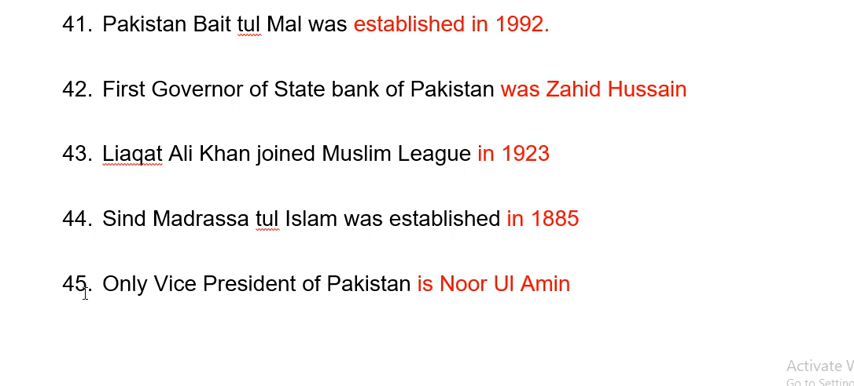 41. Pakistan Bait tul Mal was established in 1992.
42. First Governor of State bank of Pakistan was Zahid Hussain
43. Liaqat Ali Khan joined Muslim League in 1923
44. Sind Madrassa tul Islam was established in 1885
45. Only Vice President of Pakistan is Noor Ul Amin
Activate
Go to